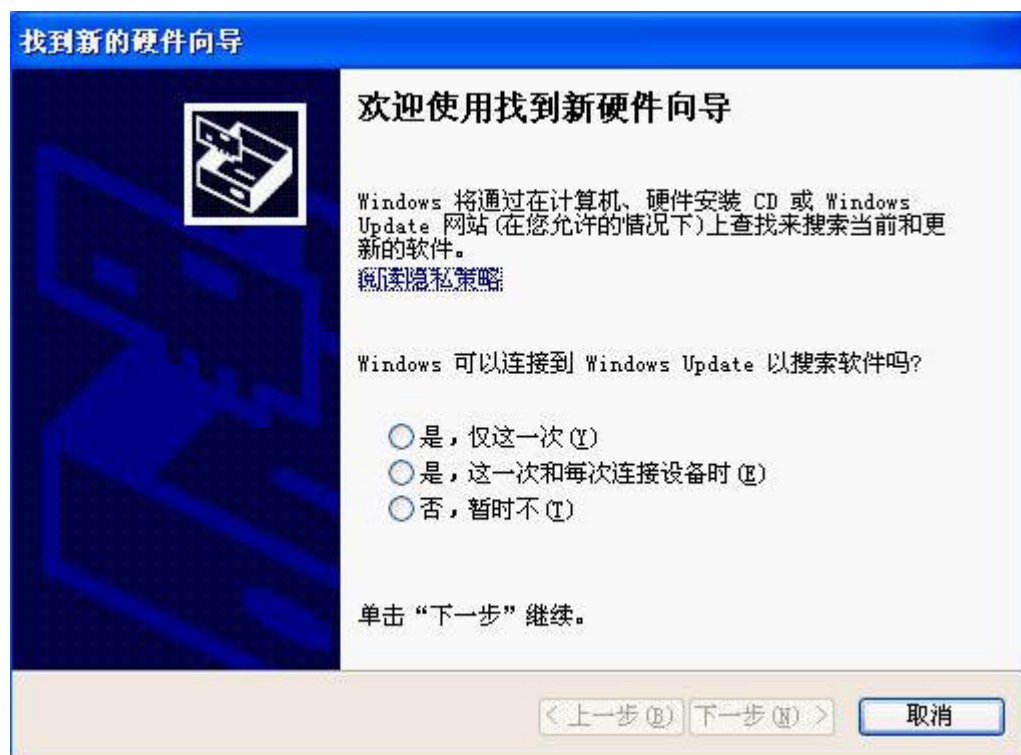 找到新的硬件向导
欢迎使用找到新硬件向导
Windows 将通过在计算机、硬件安装 CD 或 Windows
Update 网站(在您允许的情况下)上查找来搜索当前和更
新的软件。
阅读隐私策略
Windows 可以连接到 Windows Update 以搜索软件吗?
是，仅这一次(Y)
是，这一次和每次连接设备时(E)
否，暂时不(T)
单击“下一步”继续。
< 上一步(B) 下一步(N) > 取消